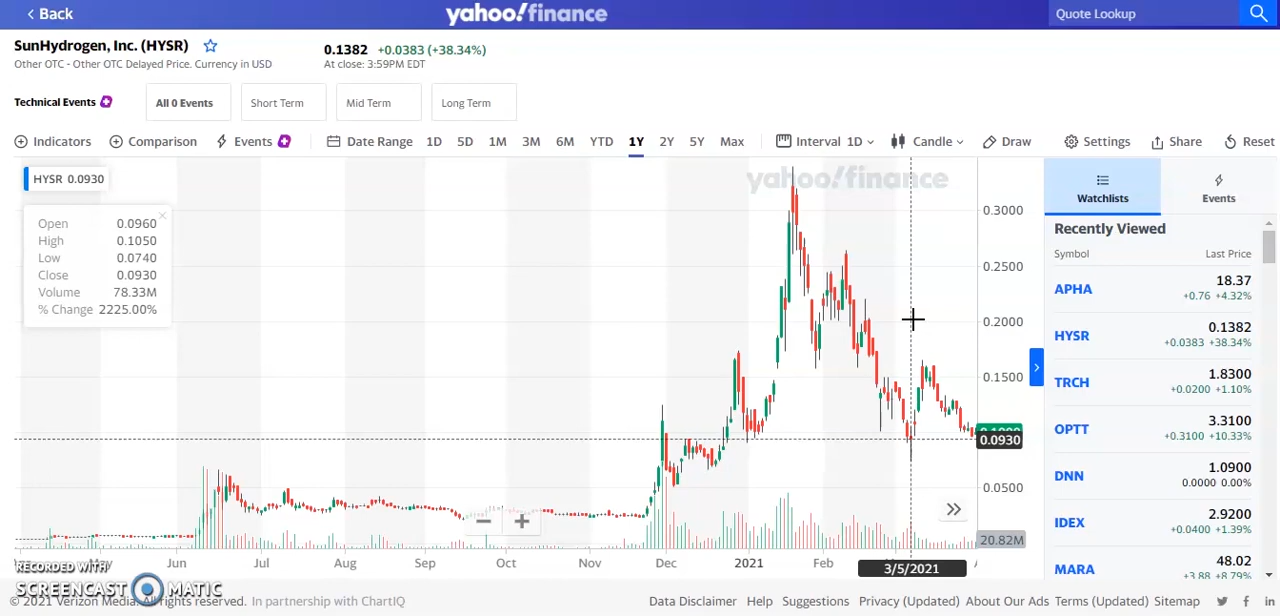 Back
yahoo!finance
Quote Lookup
SunHydrogen, Inc. (HYSR)
Other OTC - Other OTC Delayed Price. Currency in USD
0.1382 +0.0383 (+38.34%)
At close: 3:59PM EDT
Technical Events
All 0 Events
Short Term
Mid Term
Long Term
Indicators
Comparison
Events
Date Range
1D 5D 1M 3M 6M YTD 1Y 2Y 5Y Max
Interval 1D
Candle
Draw
Settings
Share
Reset
HYSR 0.0930
Open 0.0960
High 0.1050
Low 0.0740
Close 0.0930
Volume 78.33M
% Change 2225.00%
yahoo!finance
0.3000
0.2500
0.2000
0.1500
0.0930
0.0500
20.82M
Jun Jul Aug Sep Oct Nov Dec 2021 Feb
3/5/2021
Watchlists
Events
Recently Viewed
Symbol Last Price
APHA 18.37
+0.76 +4.32%
HYSR 0.1382
+0.0383 +38.34%
TRCH 1.8300
+0.0200 +1.10%
OPTT 3.3100
+0.3100 +10.33%
DNN 1.0900
0.0000 0.00%
IDEX 2.9200
+0.0400 +1.39%
MARA 48.02
+3.88 +8.79%
RECORDED WITH
SCREENCAST MATIC
© 2021 Verizon Media. All rights reserved. In partnership with ChartIQ
Data Disclaimer Help Suggestions Privacy (Updated) About Our Ads Terms (Updated) Sitemap